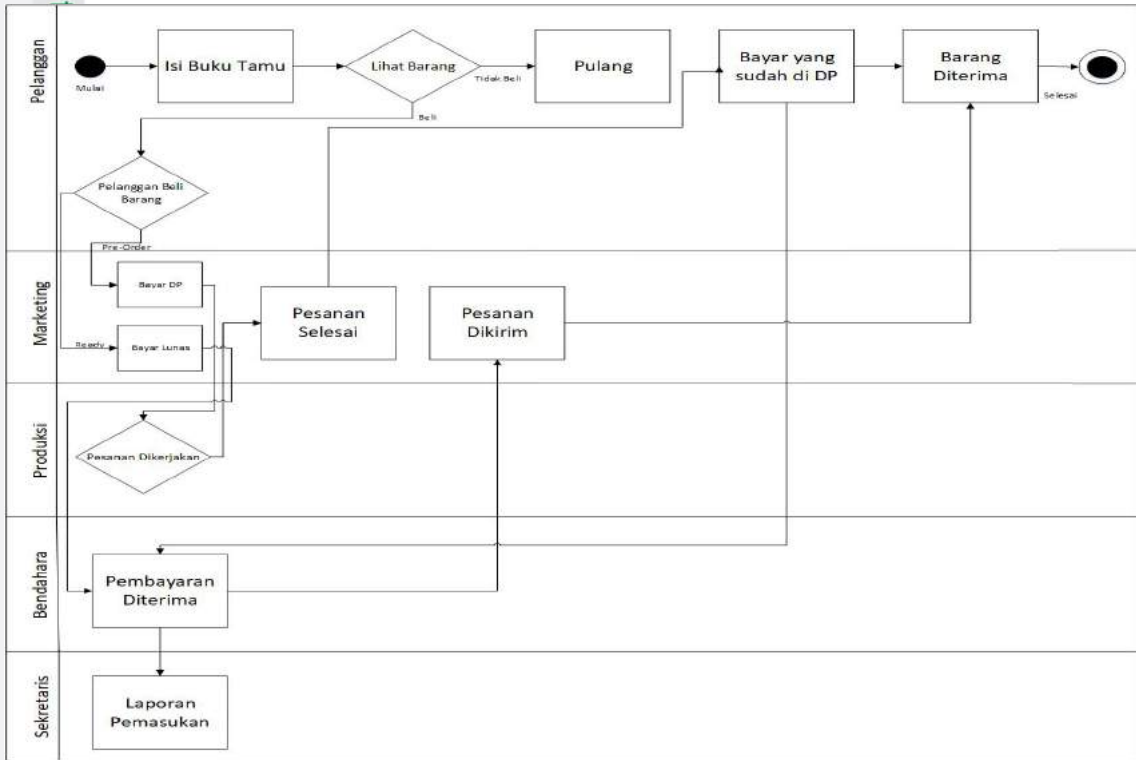 Pelanggan
Mulai
Isi Buku Tamu
Lihat Barang
Tidak Beli
Pulang
Bayar yang
sudah di DP
Barang
Diterima
Selesai
Beli
Pelanggan Beli
Barang
Pre-Order
Marketing
Bayar DP
Ready
Bayar Lunas
Pesanan
Selesai
Pesanan
Dikirim
Produksi
Pesanan Dikerjakan
Bendahara
Pembayaran
Diterima
Sekretaris
Laporan
Pemasukan